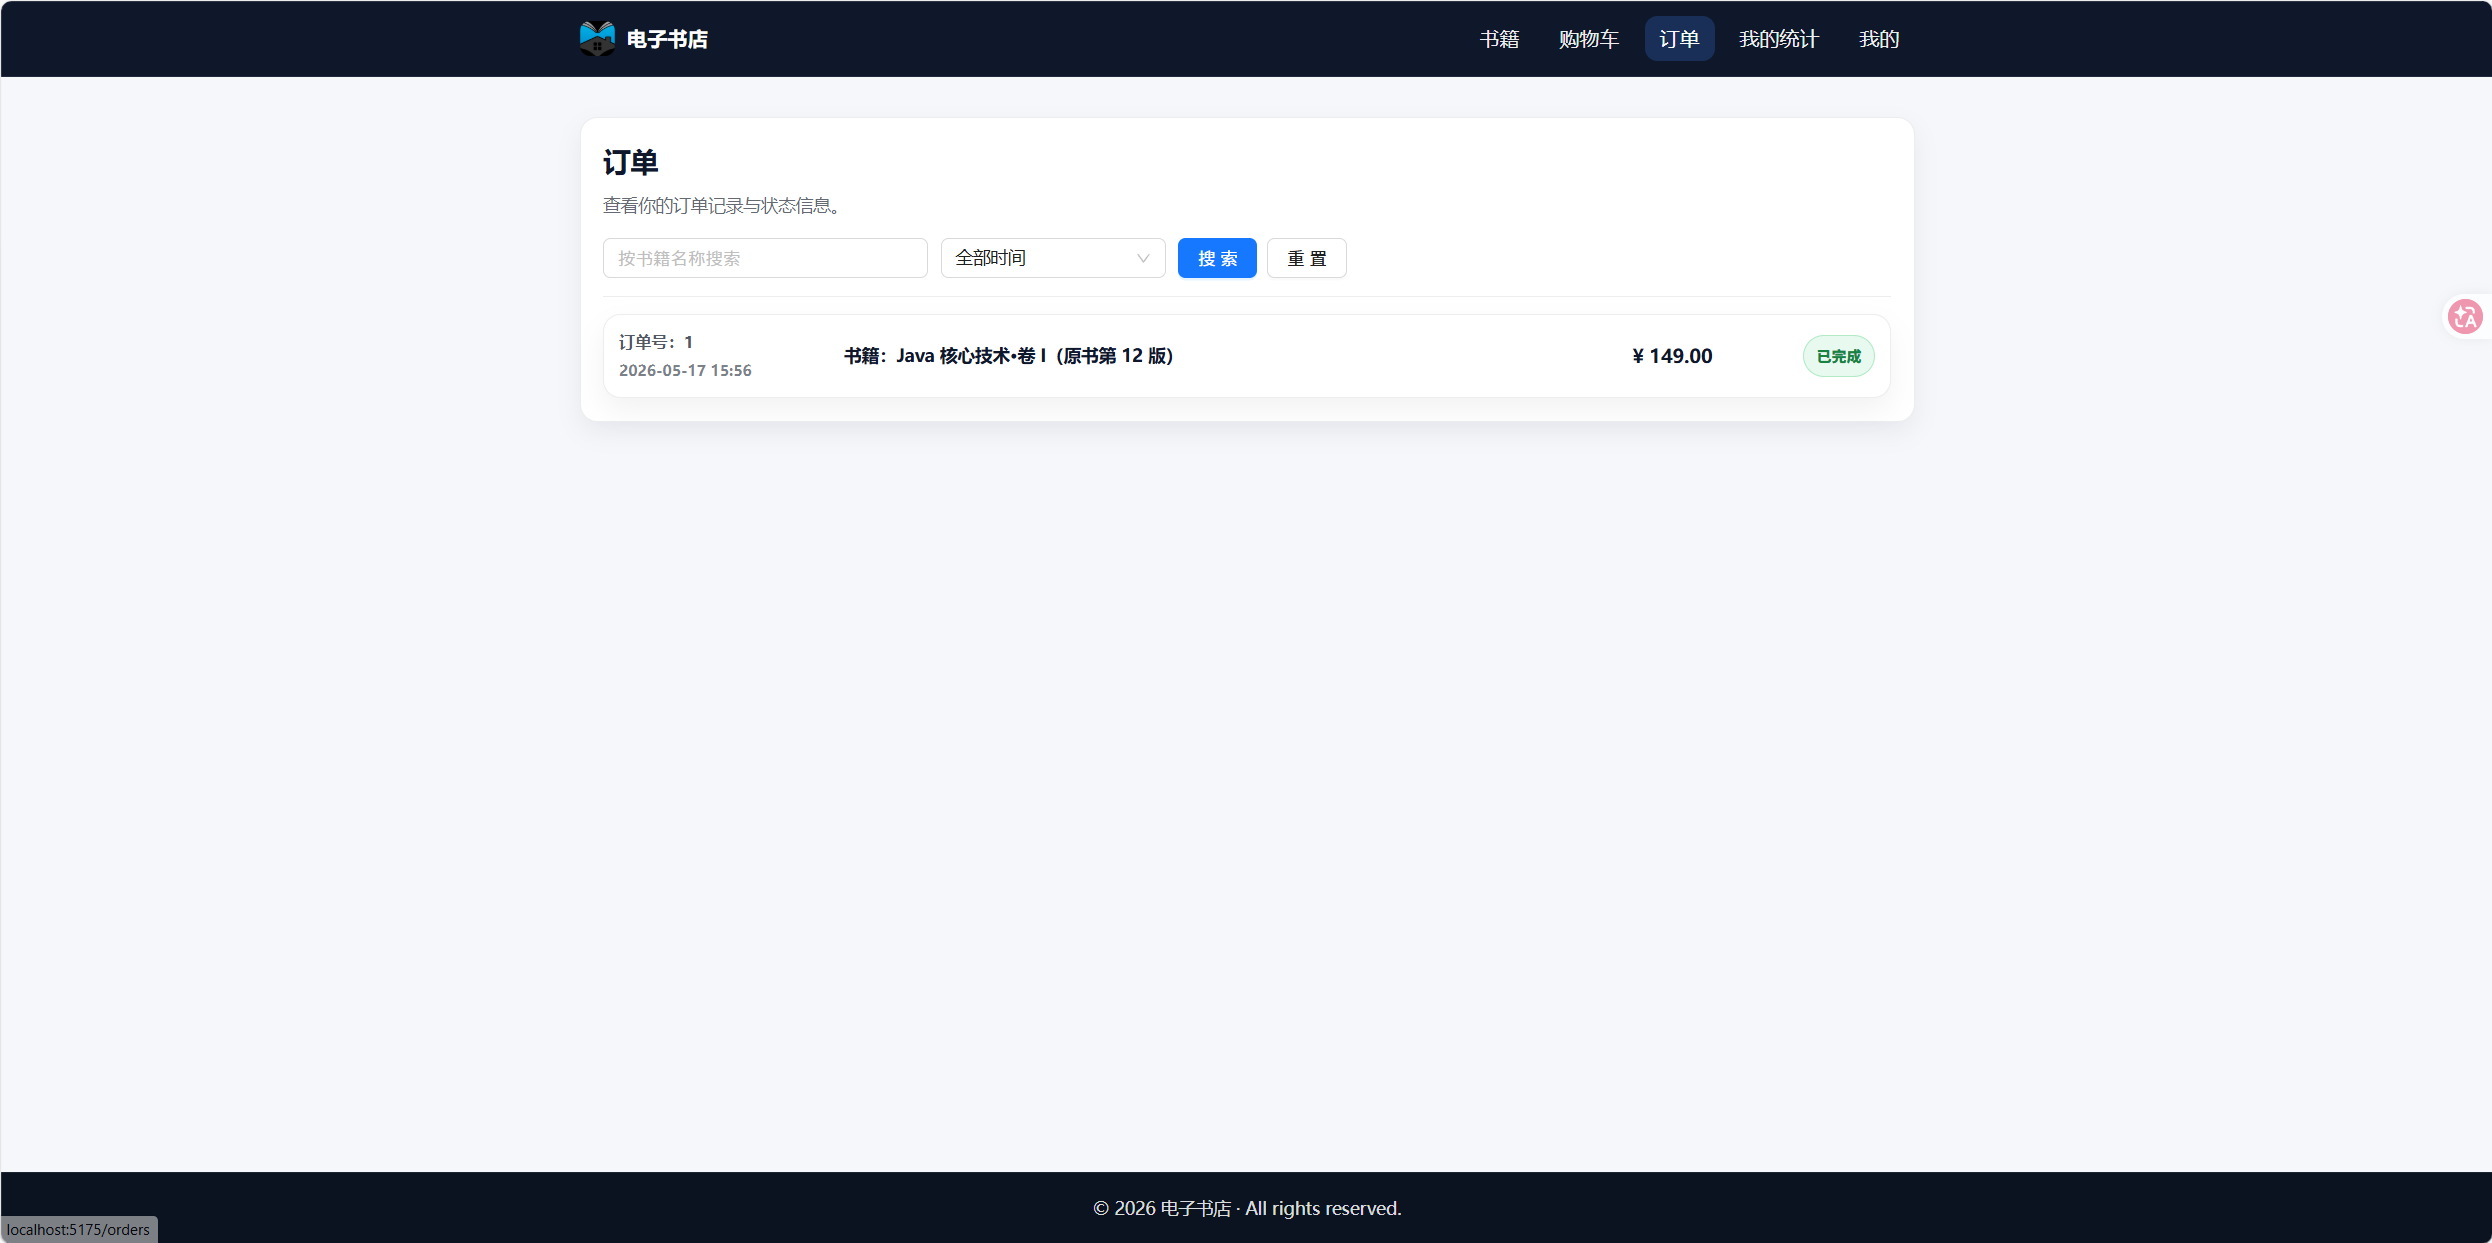 电子书店
书籍 购物车 订单 我的统计 我的
订单
查看你的订单记录与状态信息。
按书籍名称搜索 全部时间 搜 索 重 置
订单号：1
2026-05-17 15:56
书籍：Java 核心技术·卷 I（原书第 12 版）
¥ 149.00
已完成
© 2026 电子书店 · All rights reserved.
localhost:5175/orders